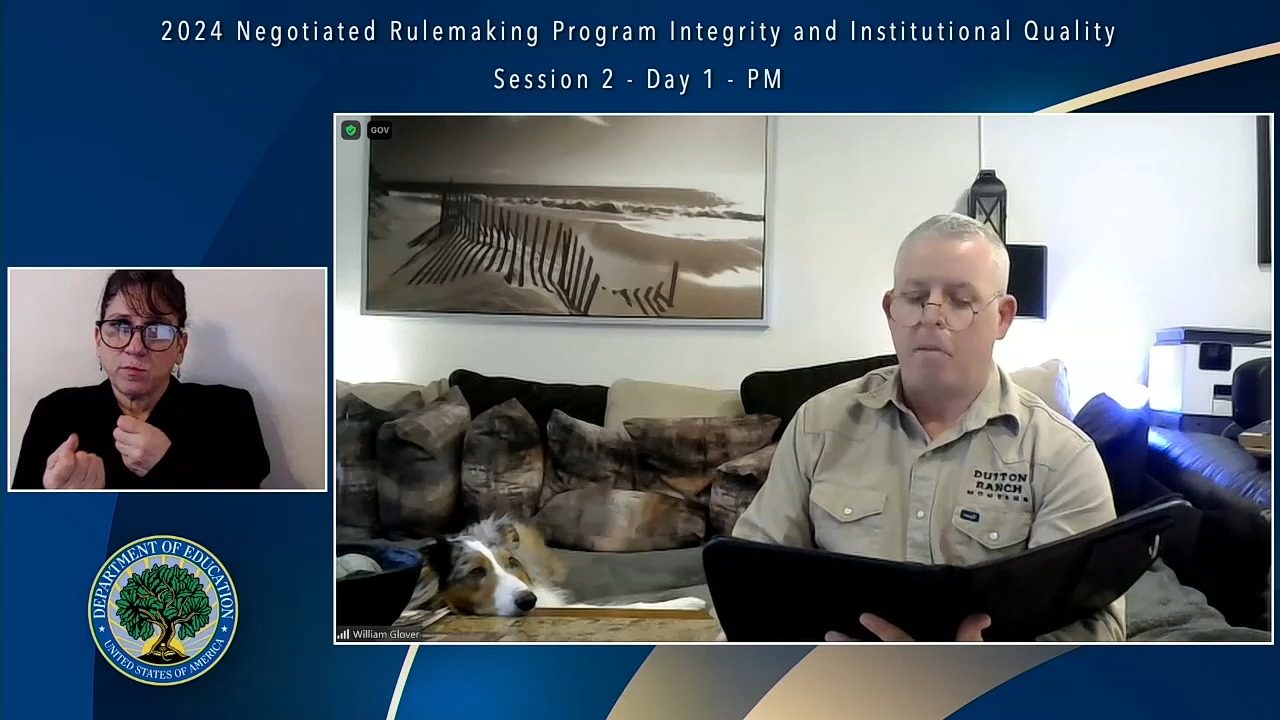 2024 Negotiated Rulemaking Program Integrity and Institutional Quality
Session 2 - Day 1 - PM
GOV
DUTTON
RANCH
MONTANA
William Glover
DEPARTMENT OF EDUCATION
UNITED STATES OF AMERICA